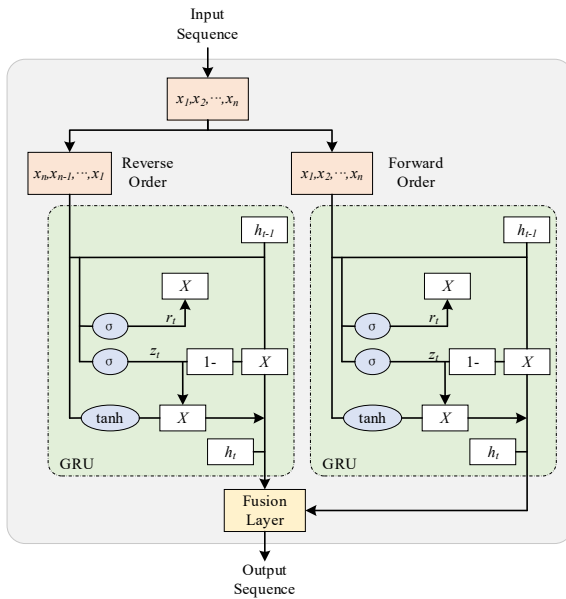 Input
Sequence
x1,x2,···,xn
xn,xn-1,···,x1
Reverse
Order
x1,x2,···,xn
Forward
Order
ht-1
X
rt
σ
zt
σ
1-
X
tanh
X
ht
GRU
ht-1
X
rt
σ
zt
σ
1-
X
tanh
X
ht
GRU
Fusion
Layer
Output
Sequence